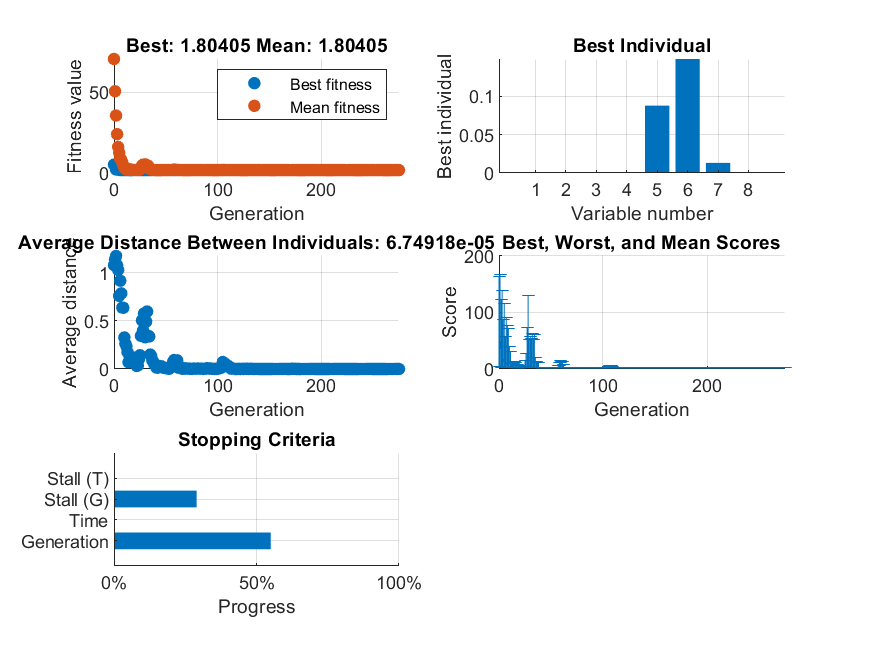 Best: 1.80405 Mean: 1.80405
Fitness value
50
0
Best fitness
Mean fitness
0 100 200
Generation
Best Individual
Best individual
0.1
0.05
0
1 2 3 4 5 6 7 8
Variable number
Average Distance Between Individuals: 6.74918e-05
Average distance
1
0.5
0
0 100 200
Generation
Best, Worst, and Mean Scores
Score
200
100
0
0 100 200
Generation
Stopping Criteria
Stall (T)
Stall (G)
Time
Generation
0% 50% 100%
Progress